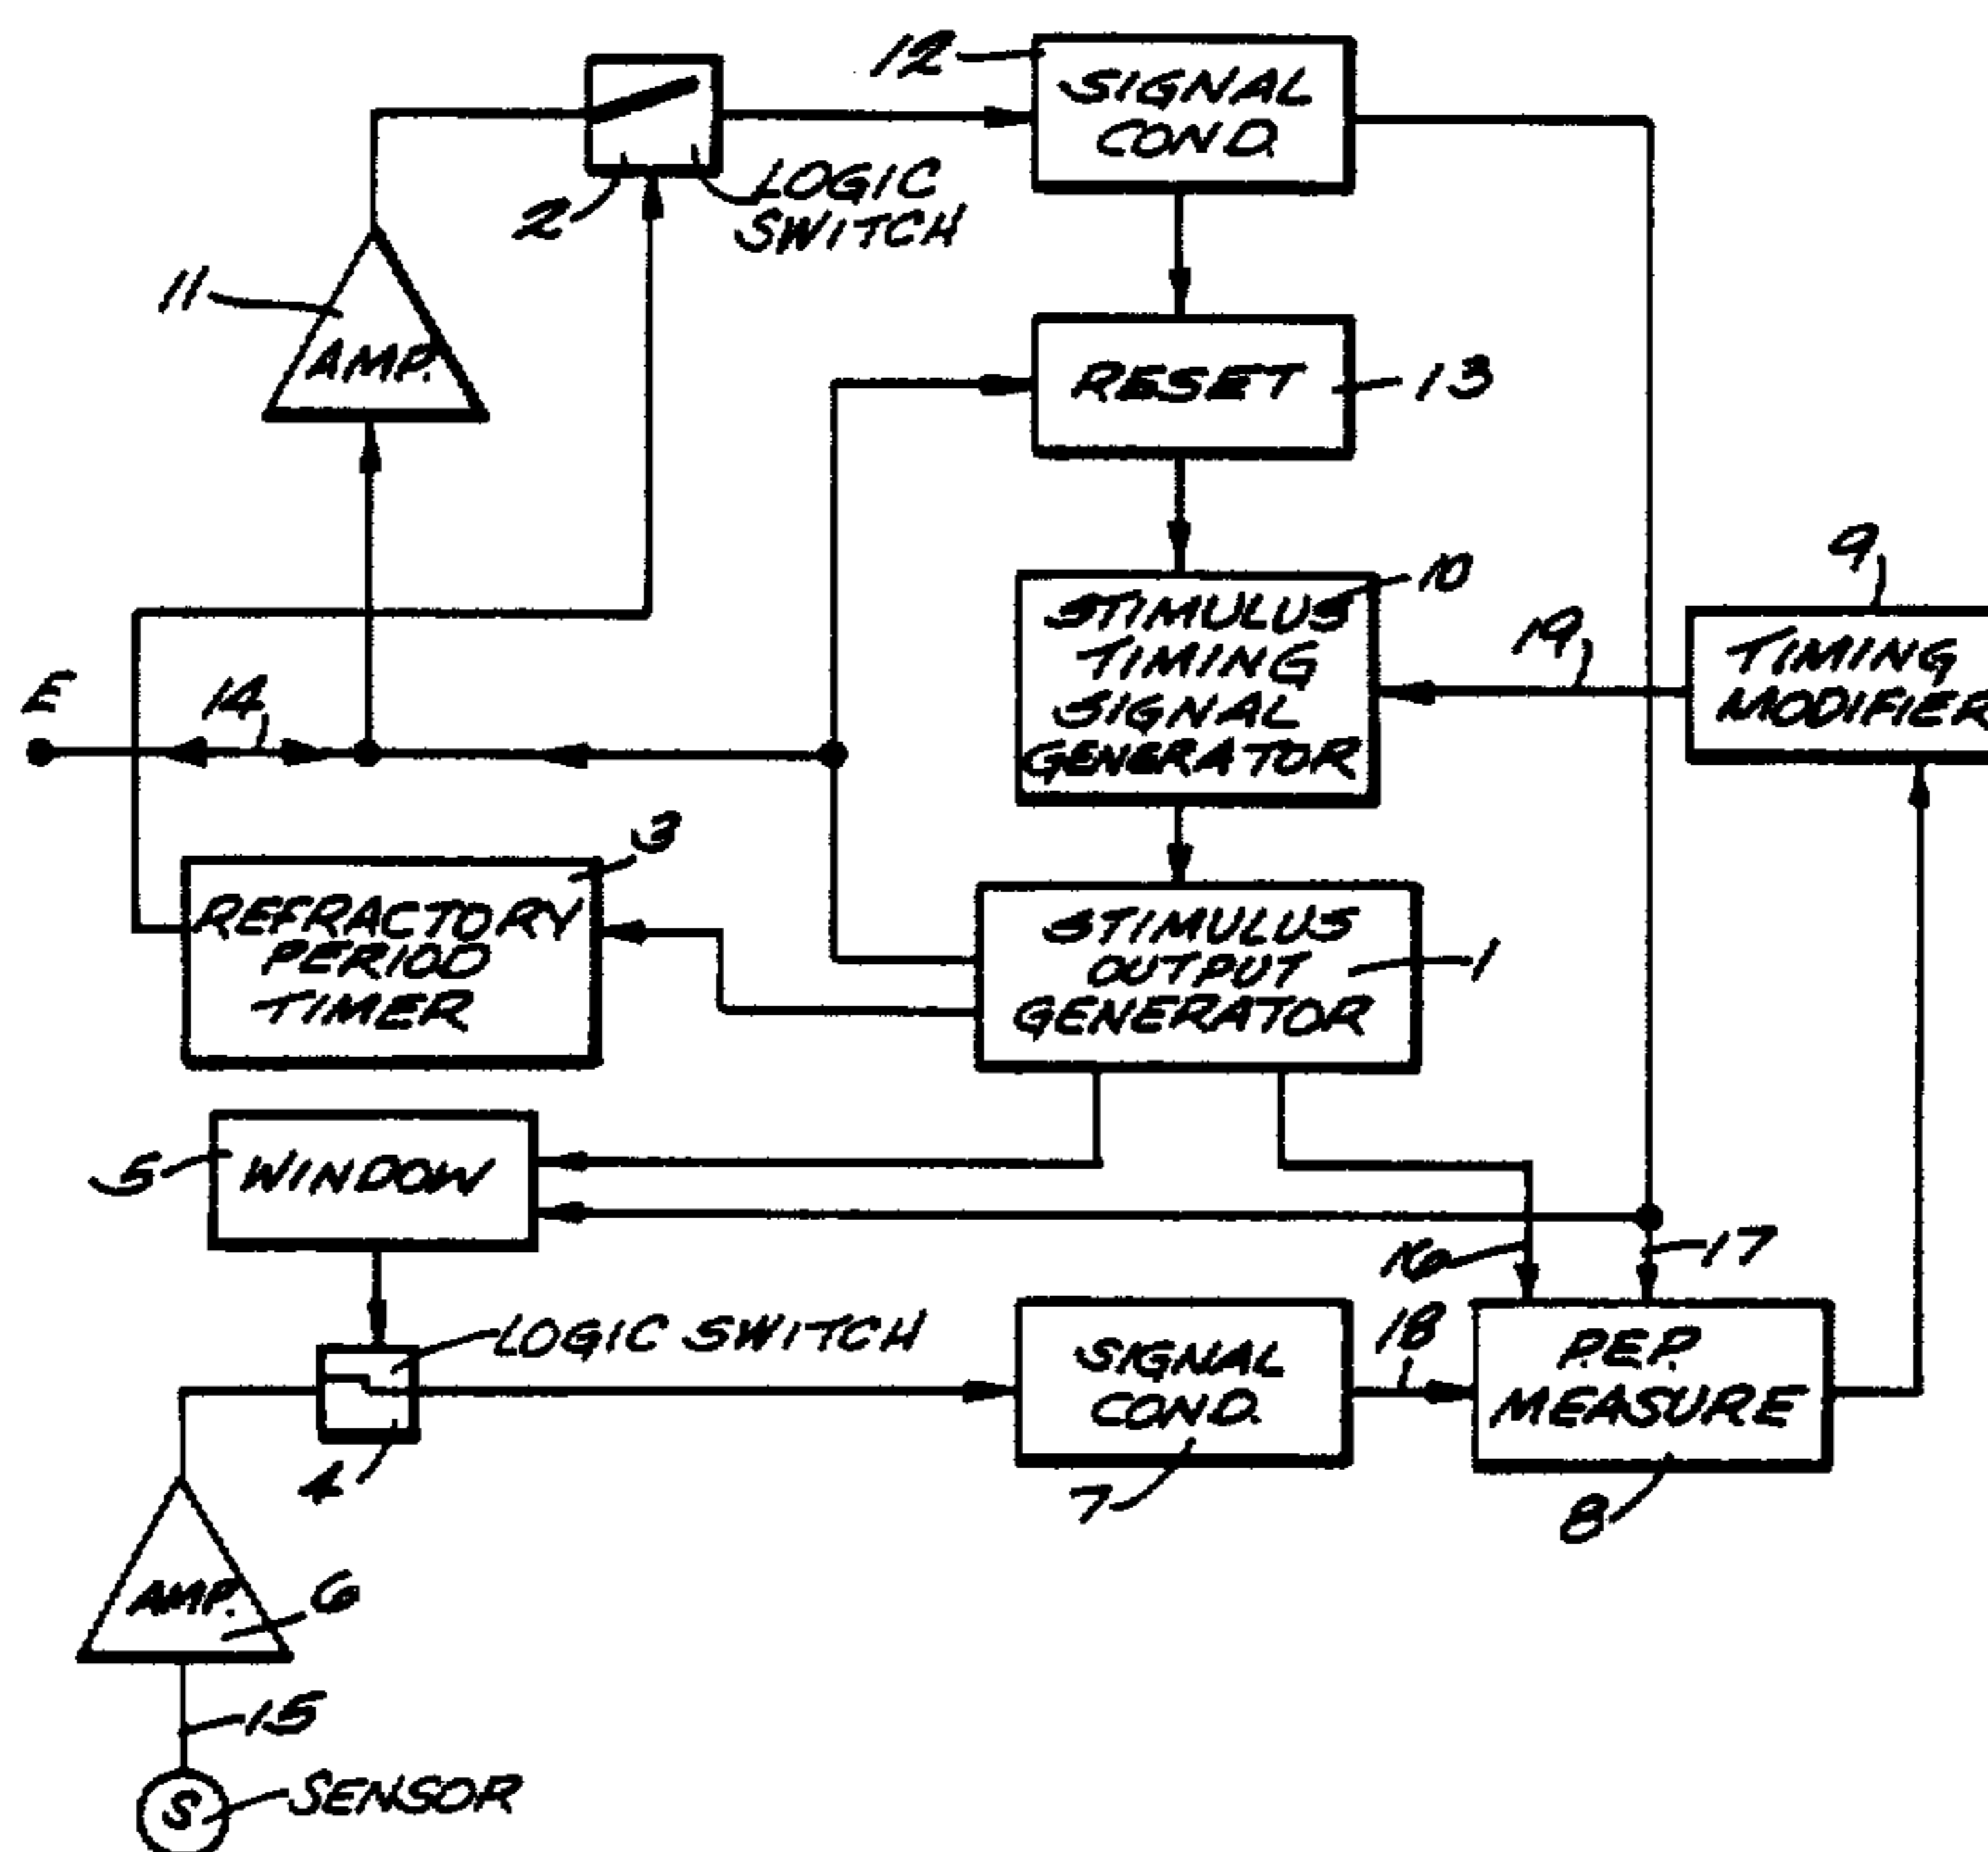 12
SIGNAL
COND.
2
LOGIC
SWITCH
11
AMP.
RESET
13
STIMULUS
TIMING
SIGNAL
GENERATOR
10
19
9
TIMING
MODIFIER
E
14
3
REFRACTORY
PERIOD
TIMER
STIMULUS
OUTPUT
GENERATOR
1
5
WINDOW
16
17
LOGIC SWITCH
4
SIGNAL
COND.
7
18
P.E.P.
MEASURE
8
AMP.
6
15
S
SENSOR